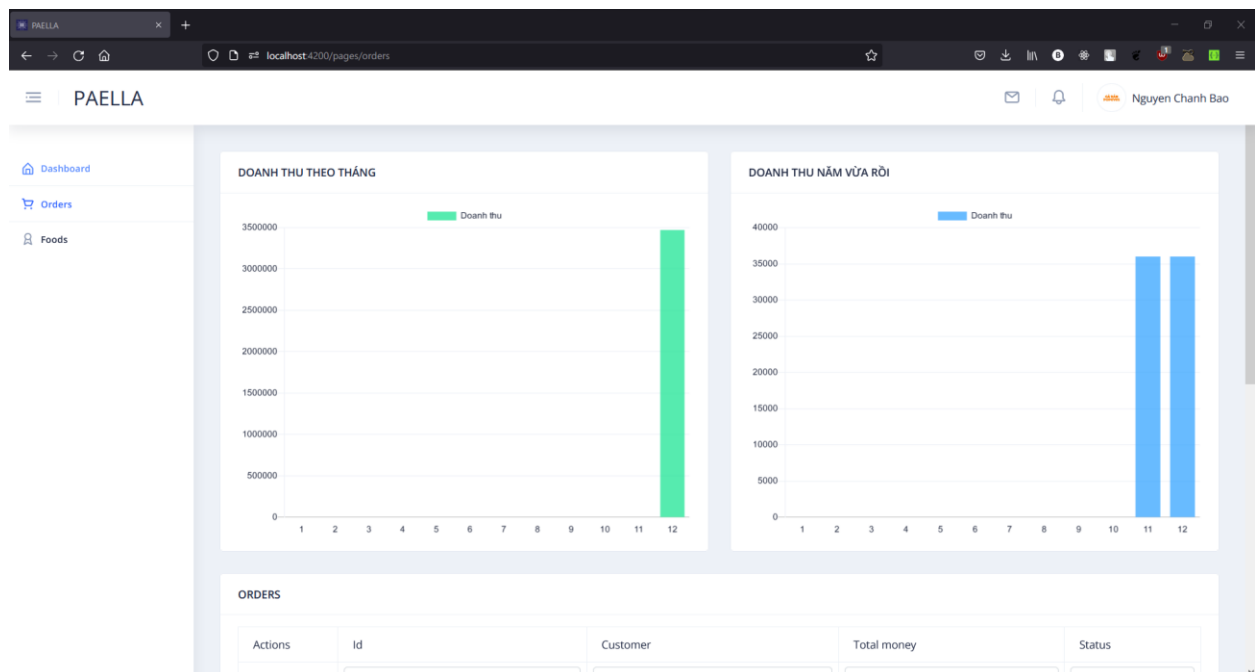 PAELLA
localhost:4200/pages/orders
PAELLA
Nguyen Chanh Bao
Dashboard
Orders
Foods
DOANH THU THEO THÁNG
Doanh thu
3500000
3000000
2500000
2000000
1500000
1000000
500000
0
1 2 3 4 5 6 7 8 9 10 11 12
DOANH THU NĂM VỪA RỒI
Doanh thu
40000
35000
30000
25000
20000
15000
10000
5000
0
1 2 3 4 5 6 7 8 9 10 11 12
ORDERS
Actions Id Customer Total money Status